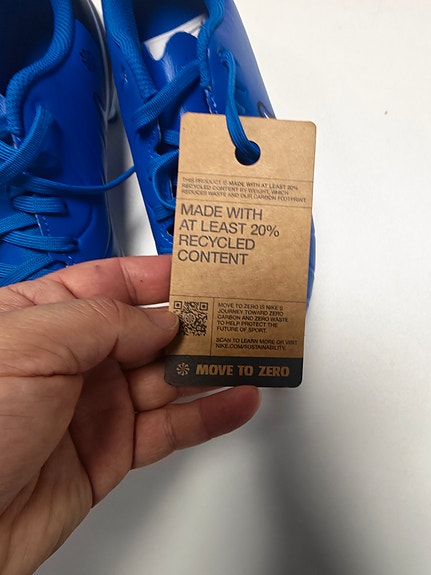 THIS PRODUCT IS MADE WITH AT LEAST 20%
RECYCLED CONTENT BY WEIGHT, WHICH
REDUCES WASTE AND OUR CARBON FOOTPRINT.
MADE WITH
AT LEAST 20%
RECYCLED
CONTENT
MOVE TO ZERO IS NIKE'S
JOURNEY TOWARD ZERO
CARBON AND ZERO WASTE
TO HELP PROTECT THE
FUTURE OF SPORT.
SCAN TO LEARN MORE OR VISIT
NIKE.COM/SUSTAINABILITY.
MOVE TO ZERO